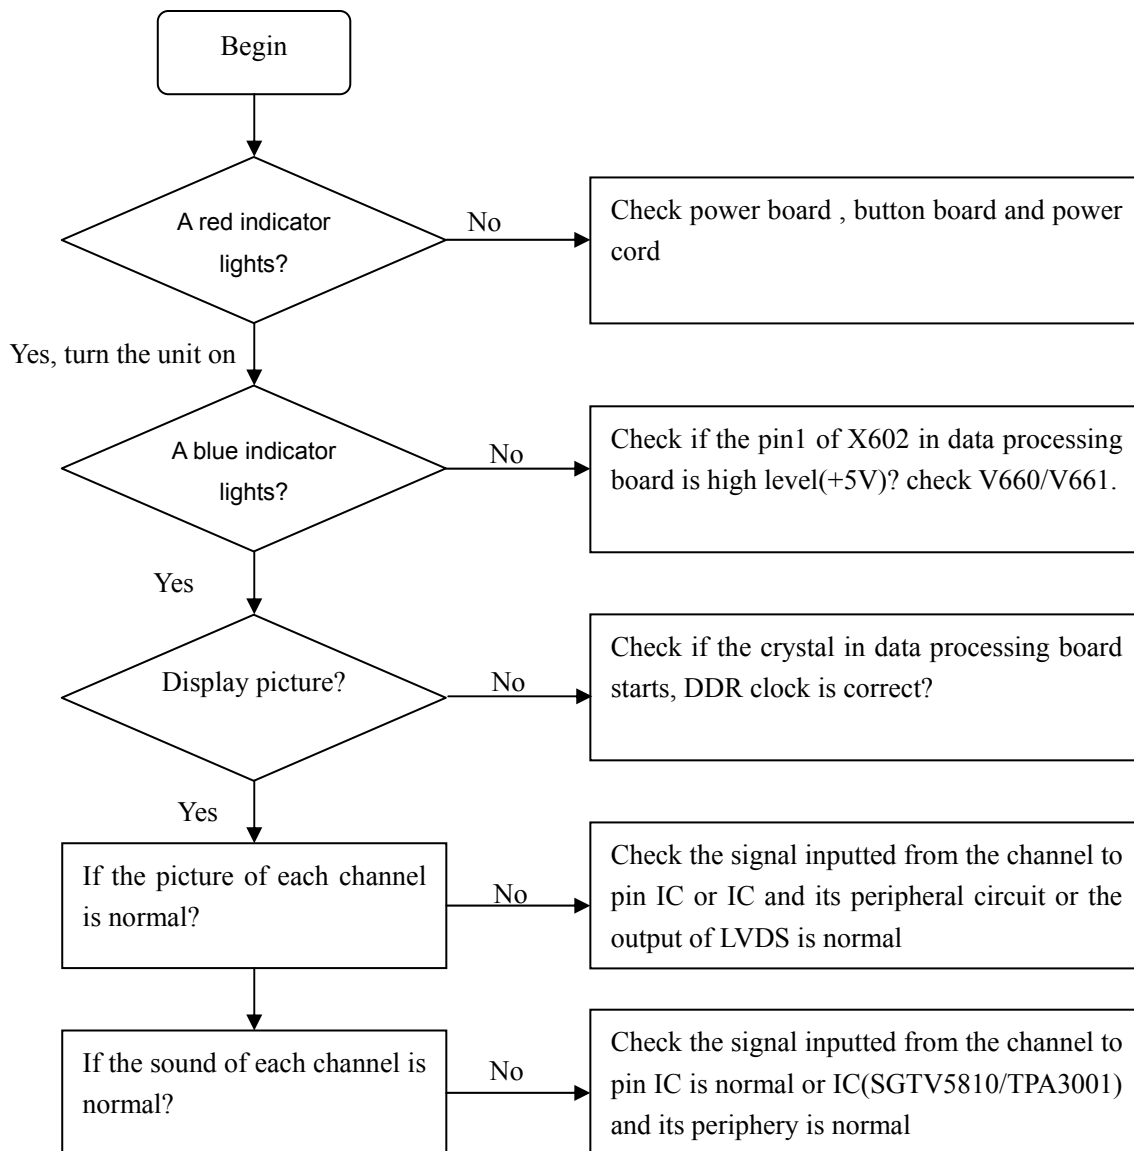 Begin
A red indicator
lights?
No
Check power board , button board and power
cord
Yes, turn the unit on
A blue indicator
lights?
No
Check if the pin1 of X602 in data processing
board is high level(+5V)? check V660/V661.
Yes
Display picture?
No
Check if the crystal in data processing board
starts, DDR clock is correct?
Yes
If the picture of each channel
is normal?
No
Check the signal inputted from the channel to
pin IC or IC and its peripheral circuit or the
output of LVDS is normal
If the sound of each channel is
normal?
No
Check the signal inputted from the channel to
pin IC is normal or IC(SGTV5810/TPA3001)
and its periphery is normal